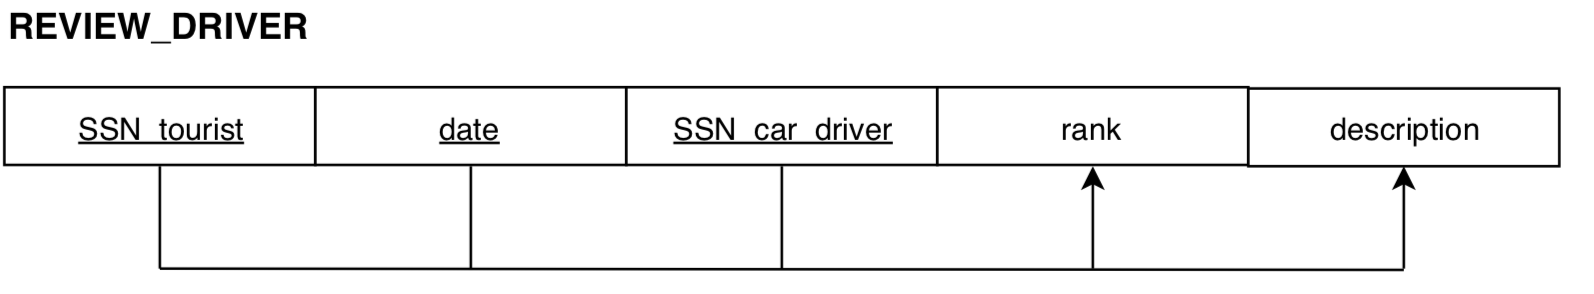 REVIEW_DRIVER
SSN_tourist date SSN_car_driver rank description